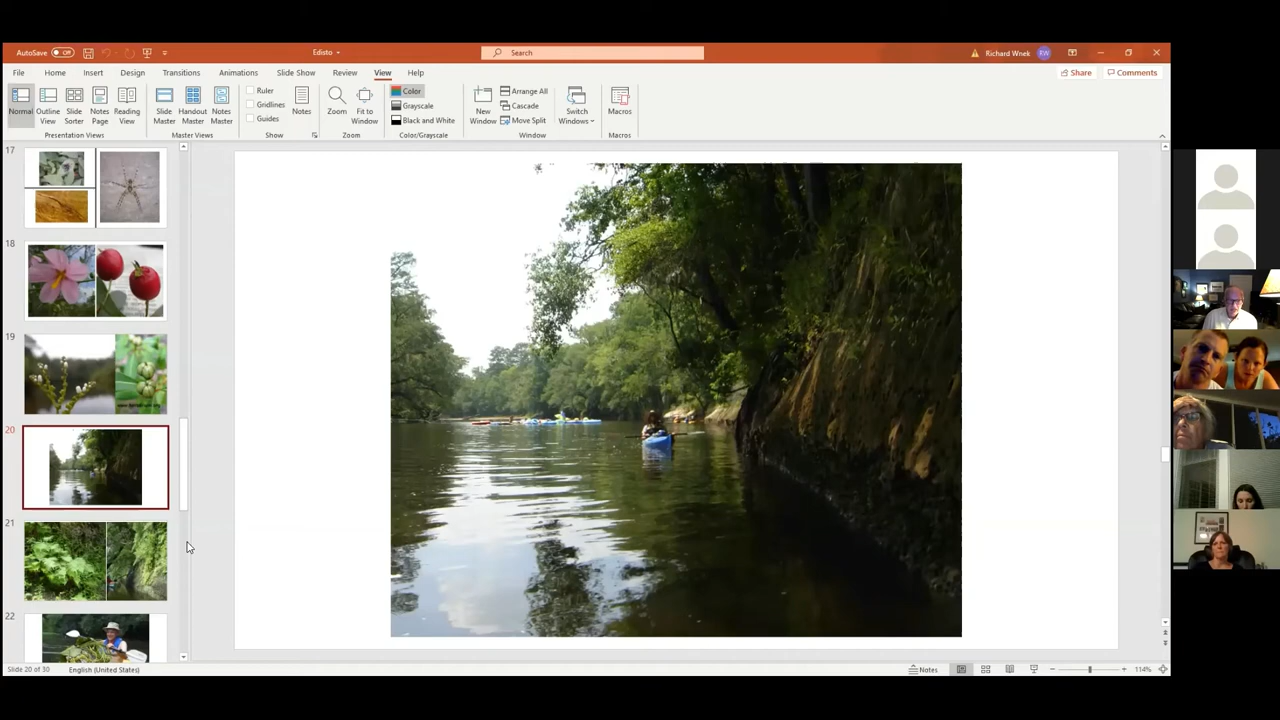 AutoSave Off
Edisto
Search
Richard Wnek RW
File Home Insert Design Transitions Animations Slide Show Review View Help
Share Comments
Normal Outline View Slide Sorter Notes Page Reading View
Slide Master Handout Master Notes Master
Ruler
Gridlines
Guides
Notes
Zoom Fit to Window
Color
Grayscale
Black and White
New Window
Arrange All
Cascade
Move Split
Switch Windows
Macros
Presentation Views Master Views Show Zoom Color/Grayscale Window Macros
17
18
19
20
21
22
Slide 20 of 30 English (United States) Notes 114%